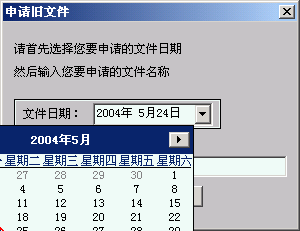 申请旧文件
请首先选择您要申请的文件日期
然后输入您要申请的文件名称
文件日期： 2004年 5月24日
2004年5月
星期二 星期三 星期四 星期五 星期六
27 28 29 30 1
4 5 6 7 8
11 12 13 14 15
18 19 20 21 22
25 26 27 28 29